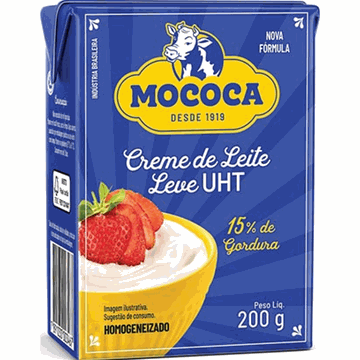 INDÚSTRIA BRASILEIRA
NOVA
FÓRMULA
MOCOCA
DESDE 1919
Creme de Leite
Leve UHT
15% de
Gordura
Imagem ilustrativa.
Sugestão de consumo.
HOMOGENEIZADO
Peso Líq.
200 g